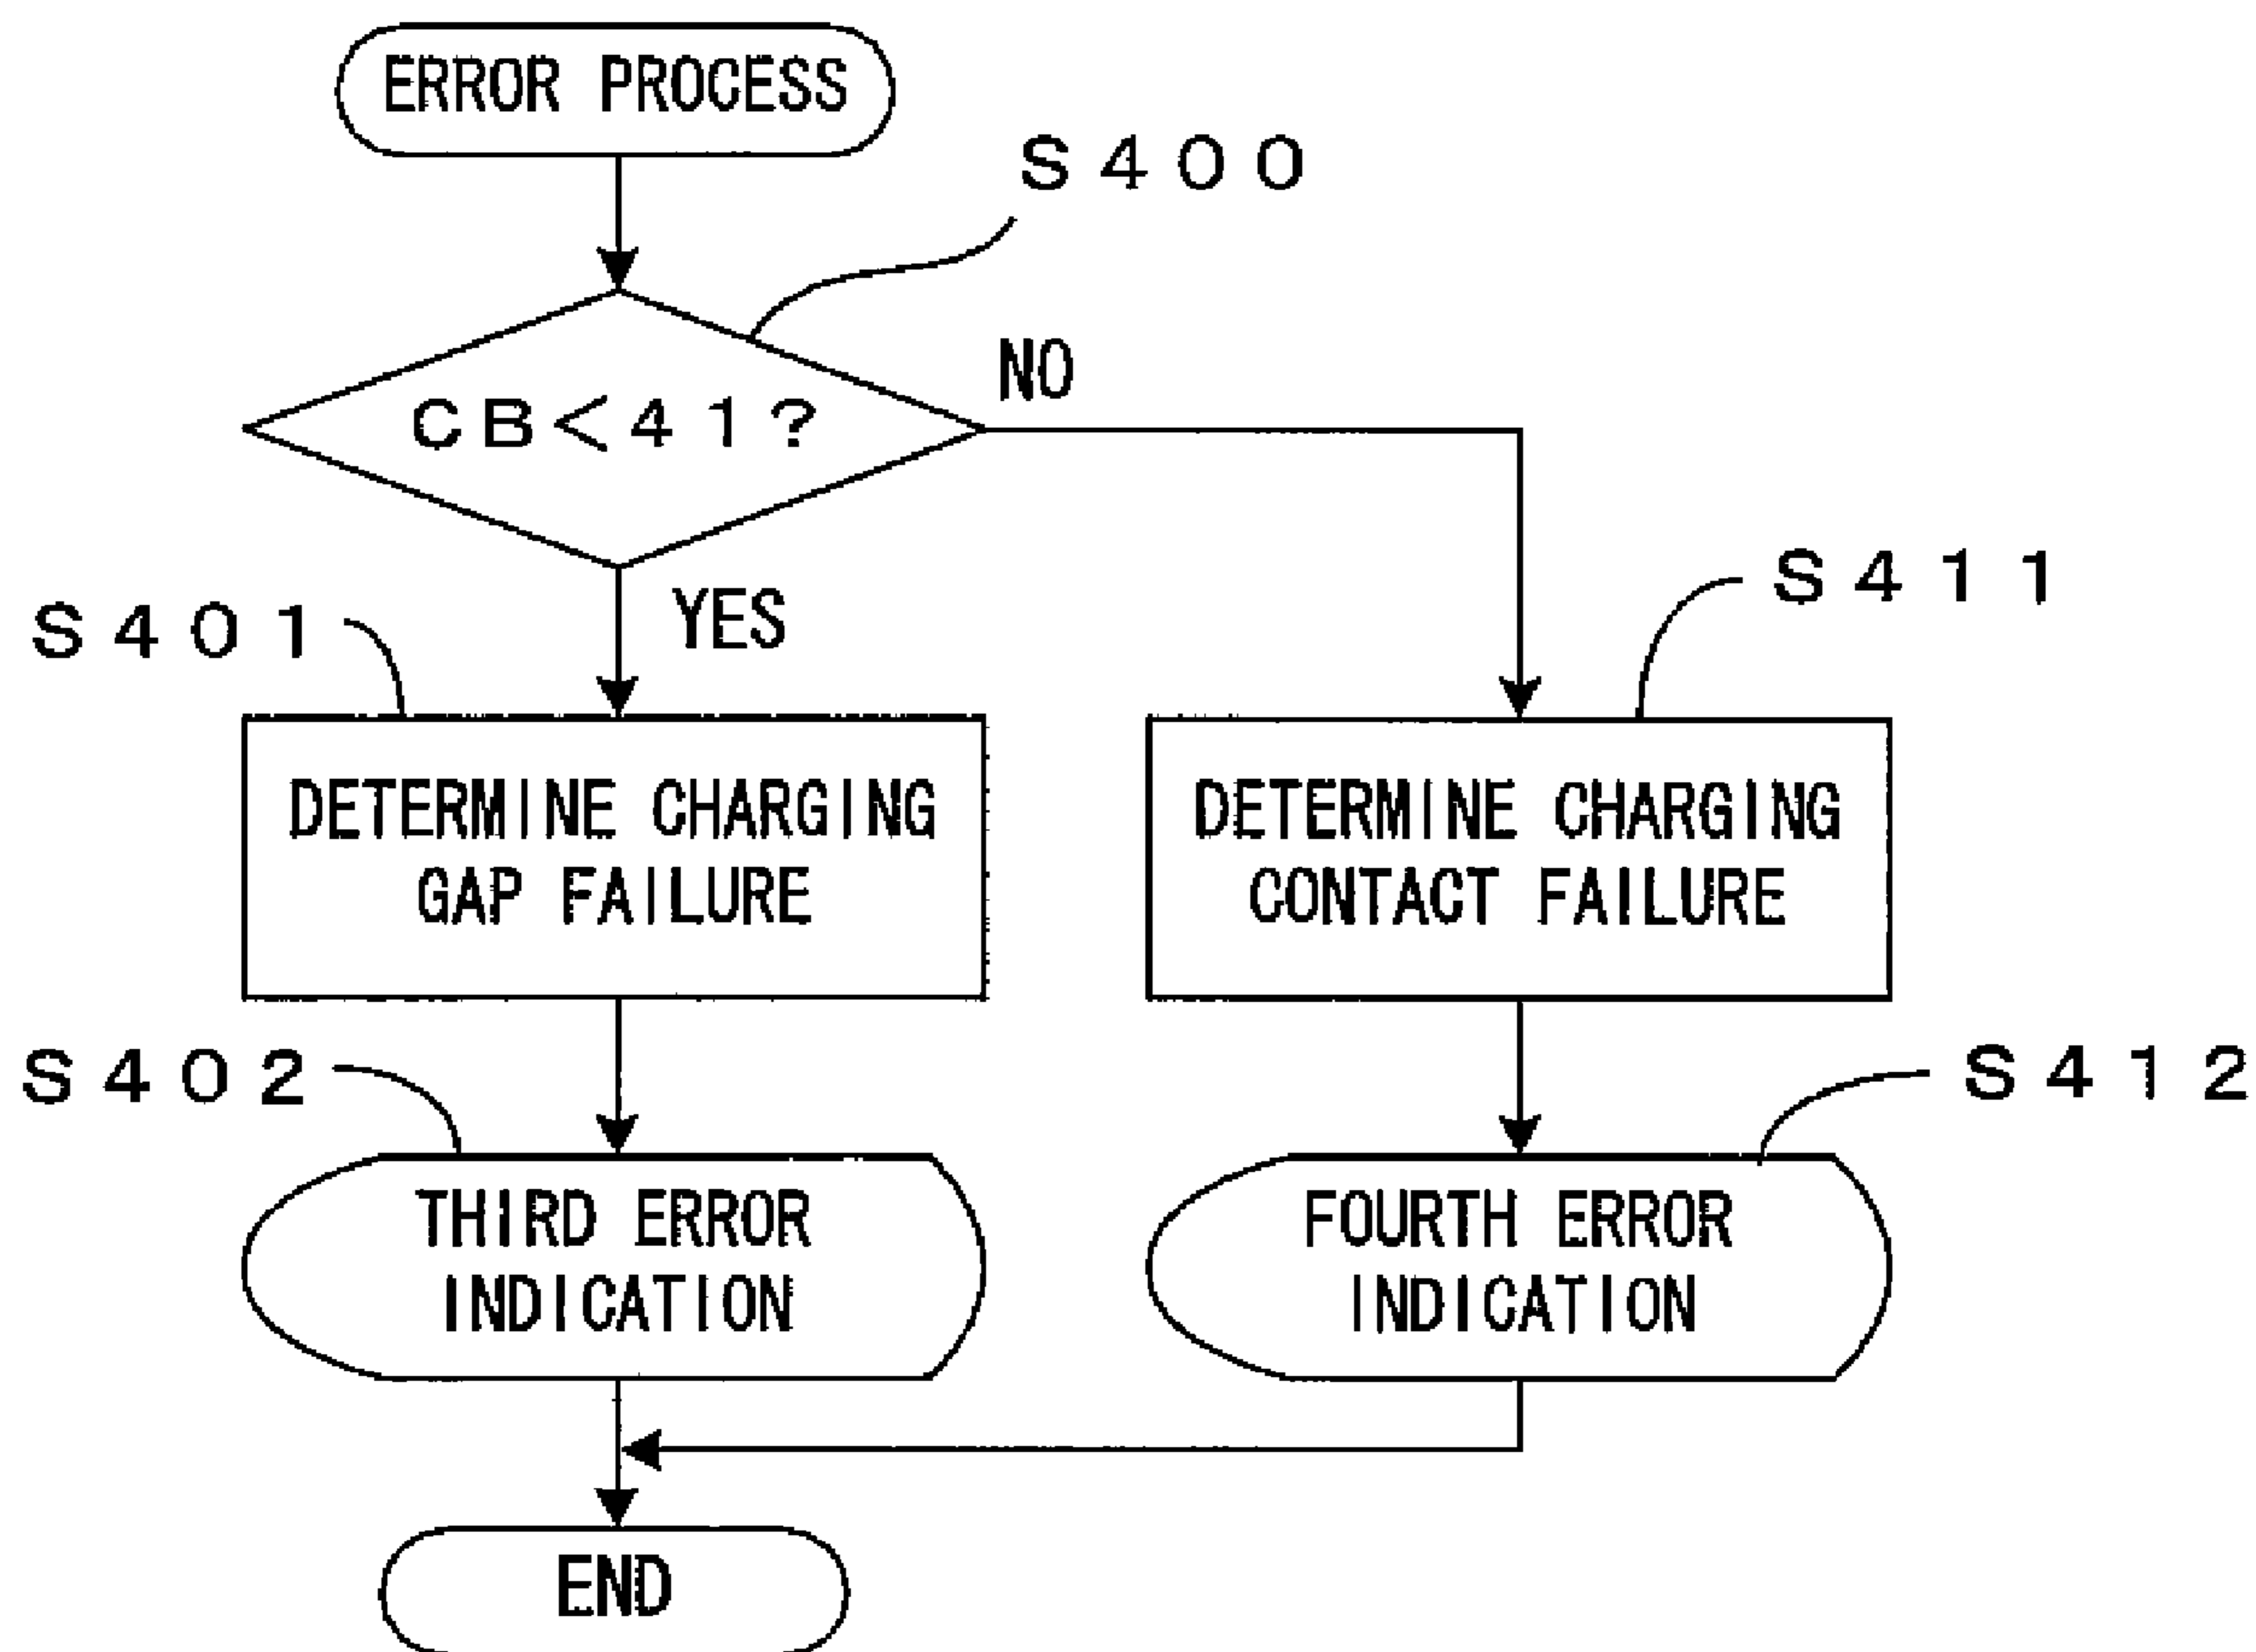 ERROR PROCESS
S400
CB<41?
NO
YES
S401
S411
DETERMINE CHARGING
GAP FAILURE
DETERMINE CHARGING
CONTACT FAILURE
S402
S412
THIRD ERROR
INDICATION
FOURTH ERROR
INDICATION
END